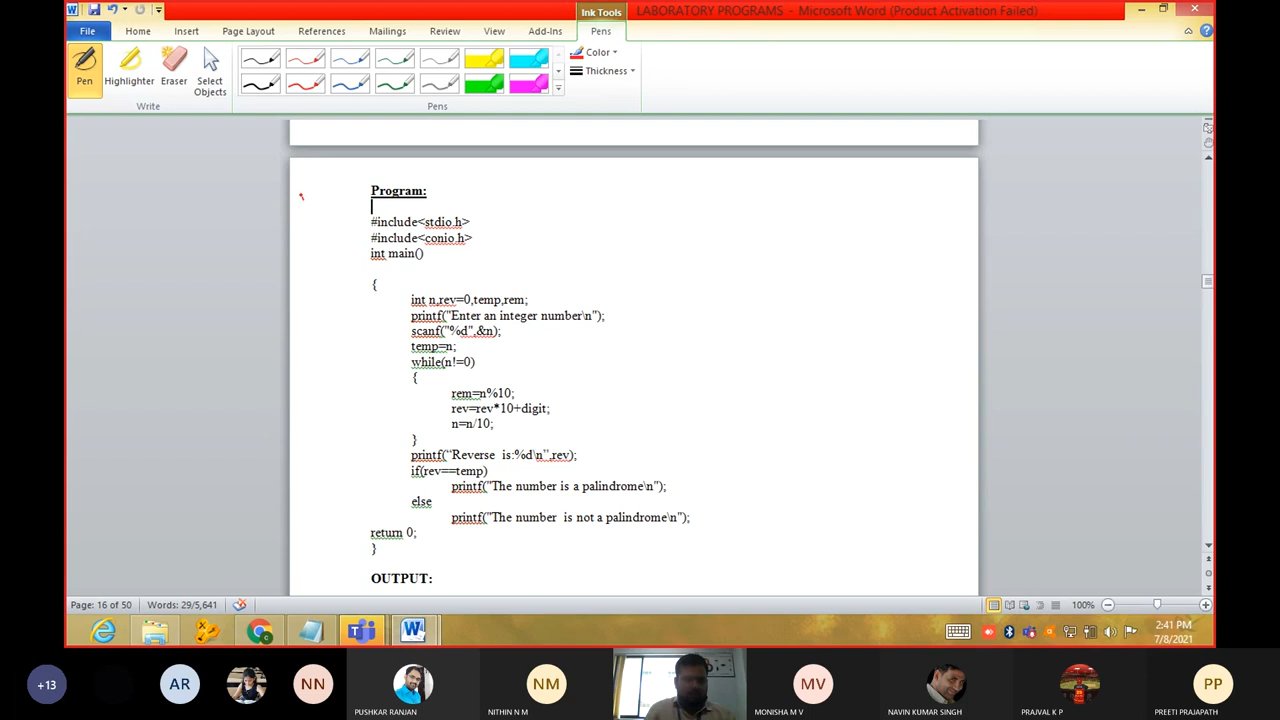 Ink Tools
LABORATORY PROGRAMS - Microsoft Word (Product Activation Failed)
File Home Insert Page Layout References Mailings Review View Add-Ins Pens
Pen Highlighter Eraser Select Objects
Color
Thickness
Write Pens
Program:
#include<stdio.h>
#include<conio.h>
int main()
{
int n,rev=0,temp,rem;
printf("Enter an integer number\n");
scanf("%d",&n);
temp=n;
while(n!=0)
{
rem=n%10;
rev=rev*10+digit;
n=n/10;
}
printf(“Reverse is:%d\n”,rev);
if(rev==temp)
printf("The number is a palindrome\n");
else
printf("The number is not a palindrome\n");
return 0;
}
OUTPUT:
Page: 16 of 50 Words: 29/5,641 100%
2:41 PM
7/8/2021
+13 AR NN NM MV PP
PUSHKAR RANJAN NITHIN N M MONISHA M V NAVIN KUMAR SINGH PRAJVAL K P PREETI PRAJAPATH